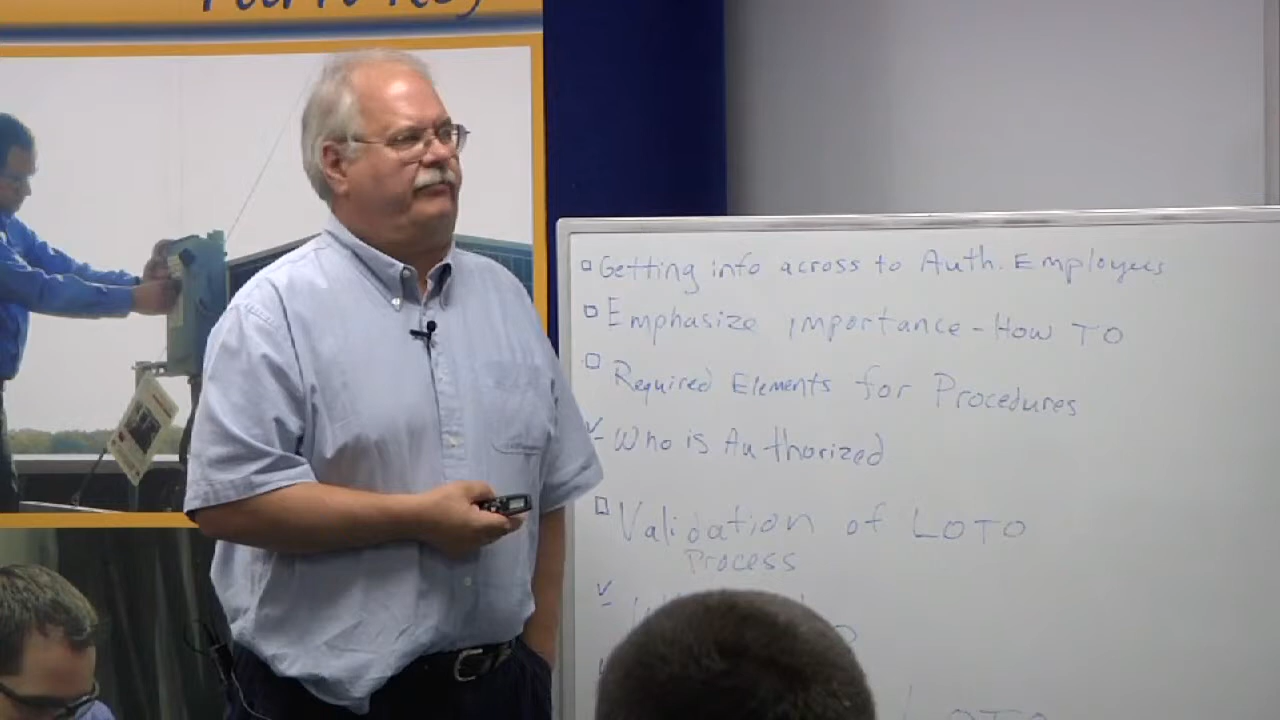 Getting info across to Auth. Employees
Emphasize importance - How TO
Required Elements for Procedures
Who is Authorized
Validation of LOTO
Process
LOTO